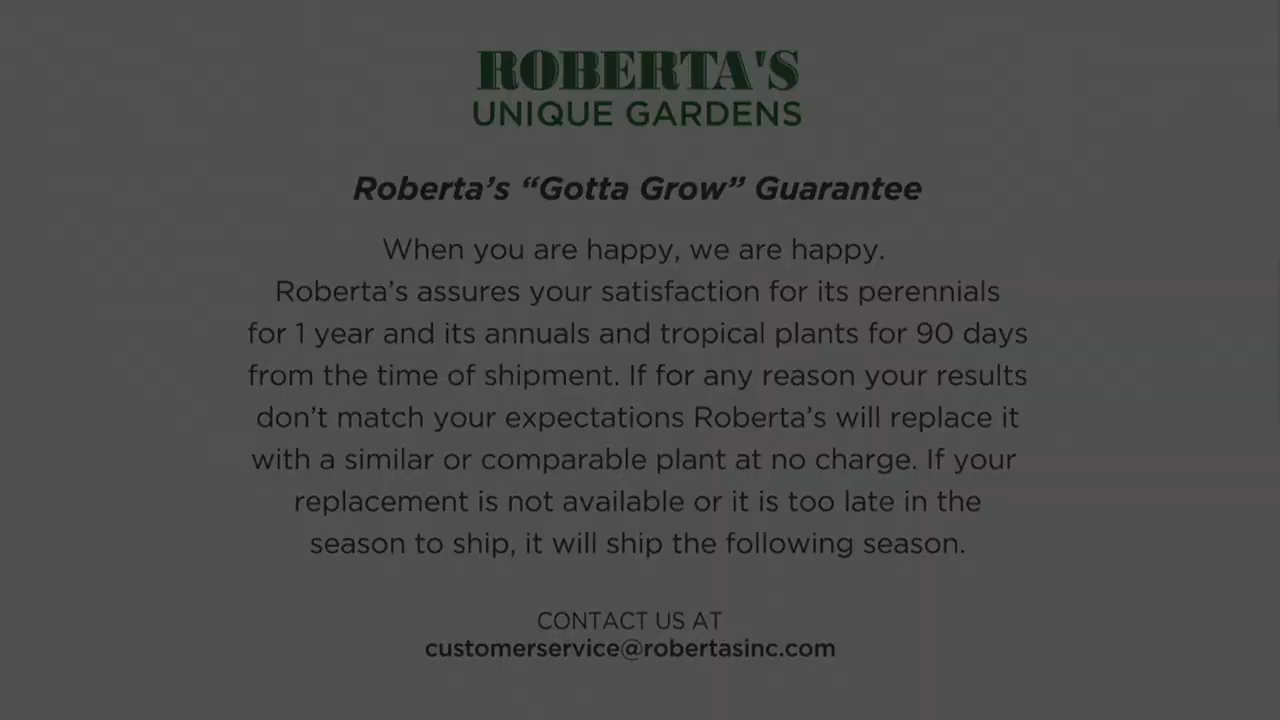 ROBERTA'S
UNIQUE GARDENS
Roberta’s “Gotta Grow” Guarantee
When you are happy, we are happy.
Roberta’s assures your satisfaction for its perennials
for 1 year and its annuals and tropical plants for 90 days
from the time of shipment. If for any reason your results
don’t match your expectations Roberta’s will replace it
with a similar or comparable plant at no charge. If your
replacement is not available or it is too late in the
season to ship, it will ship the following season.
CONTACT US AT
customerservice@robertasinc.com